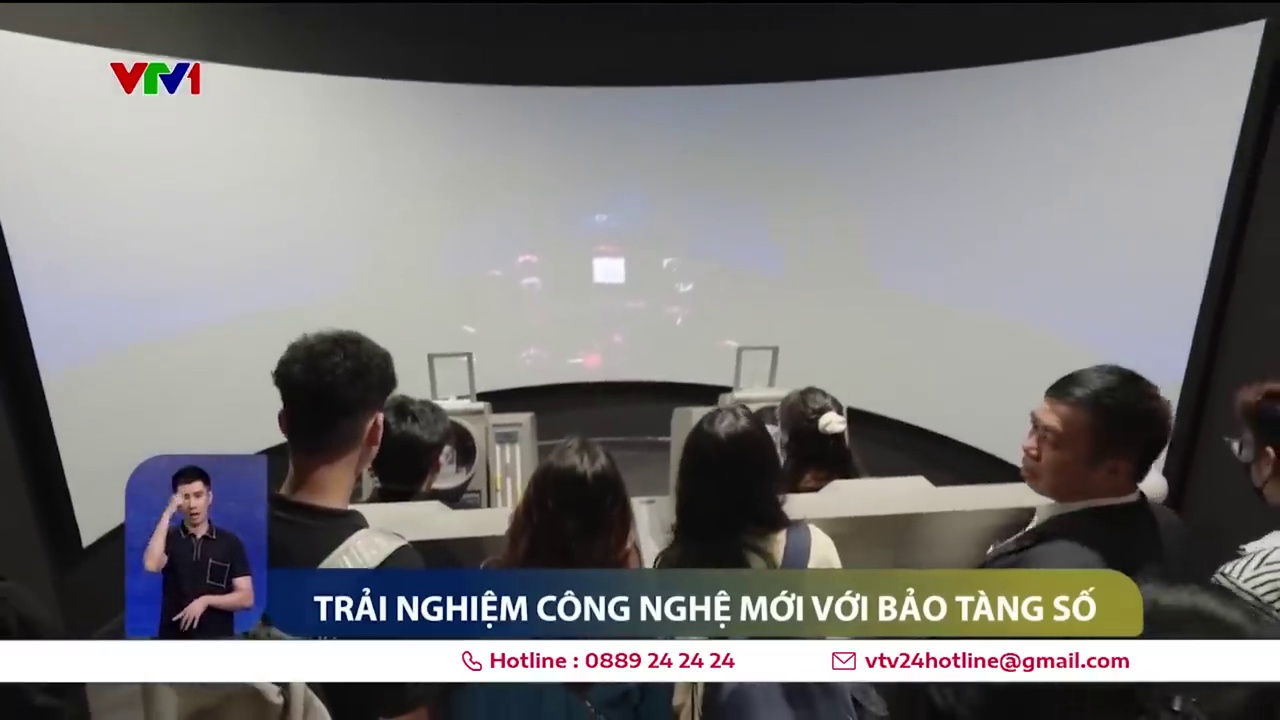 VTV1
TRẢI NGHIỆM CÔNG NGHỆ MỚI VỚI BẢO TÀNG SỐ
Hotline : 0889 24 24 24
vtv24hotline@gmail.com